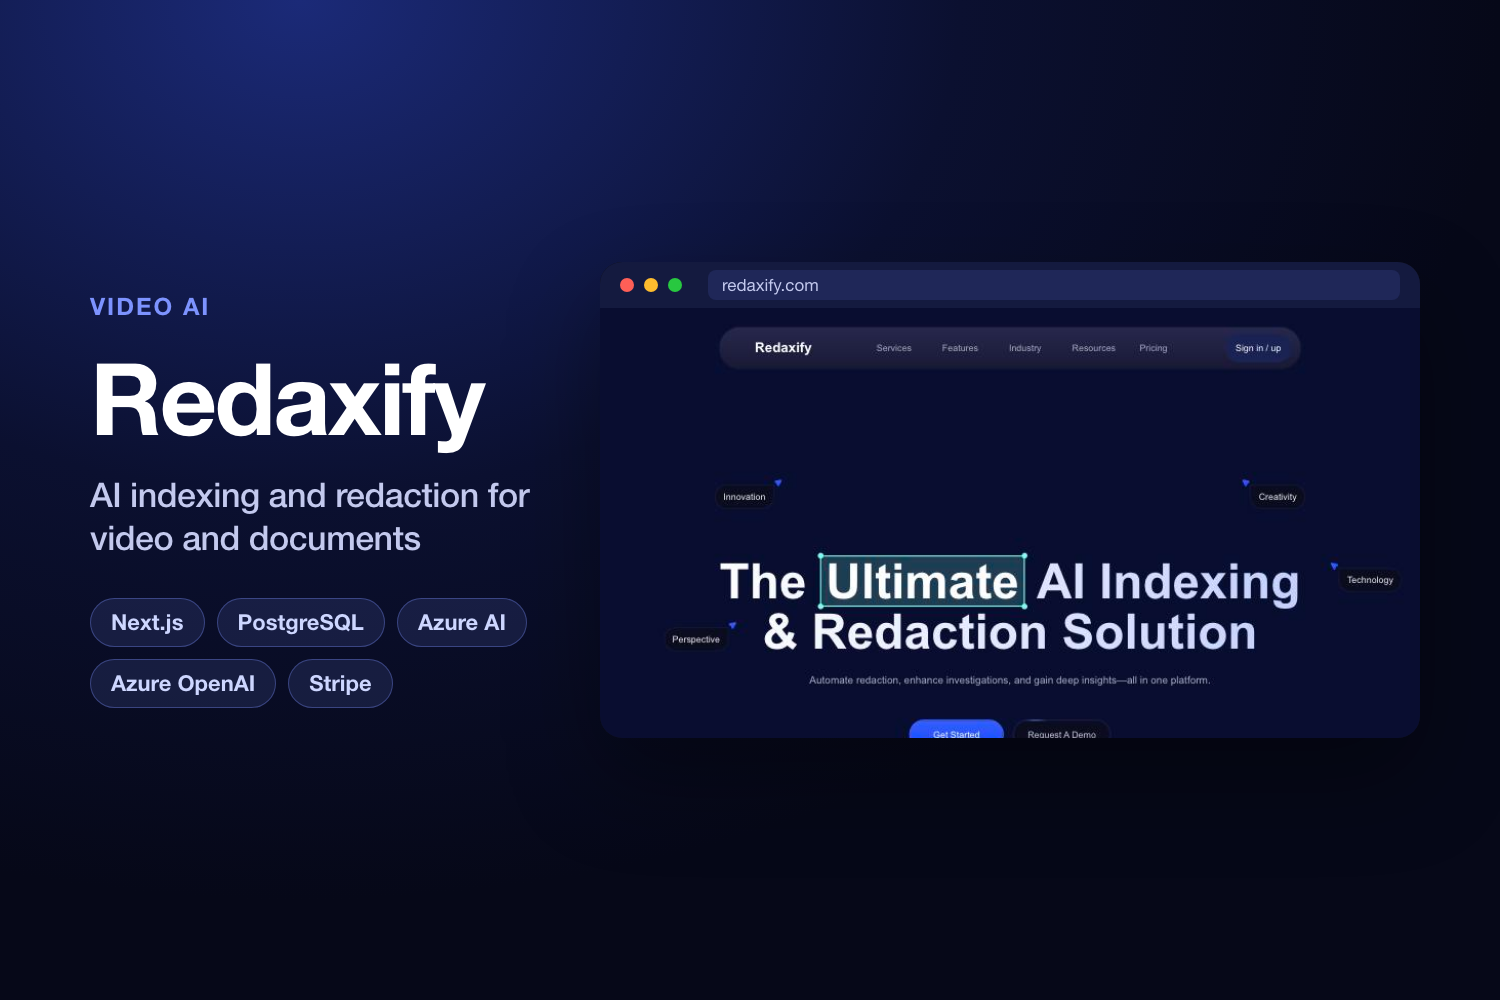 VIDEO AI
Redaxify
AI indexing and redaction for
video and documents
Next.js PostgreSQL Azure AI
Azure OpenAI Stripe
redaxify.com
Redaxify Services Features Industry Resources Pricing Sign in / up
Innovation Creativity
The Ultimate AI Indexing
Technology
& Redaction Solution
Perspective
Automate redaction, enhance investigations, and gain deep insights—all in one platform.
Get Started Request A Demo